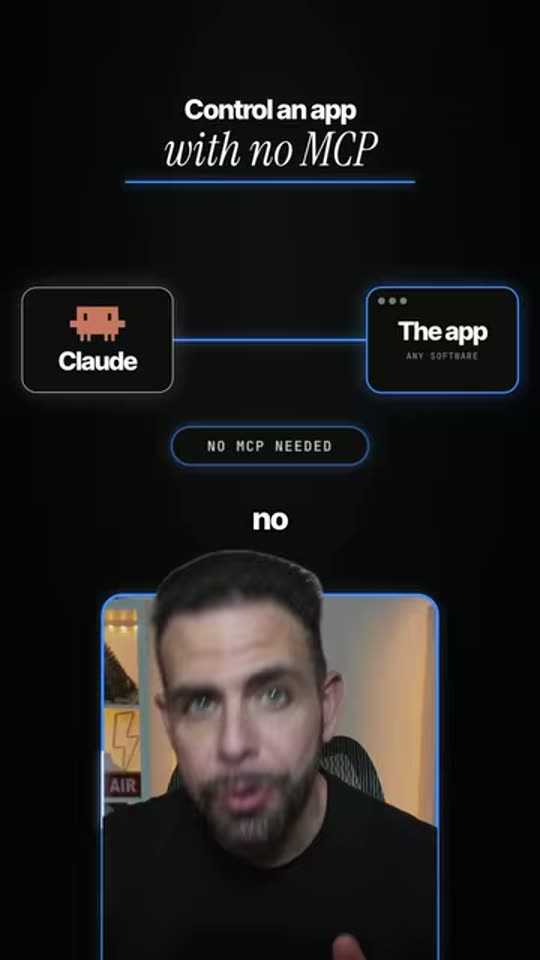 Control an app
with no MCP
Claude
The app
ANY SOFTWARE
NO MCP NEEDED
no
AIR